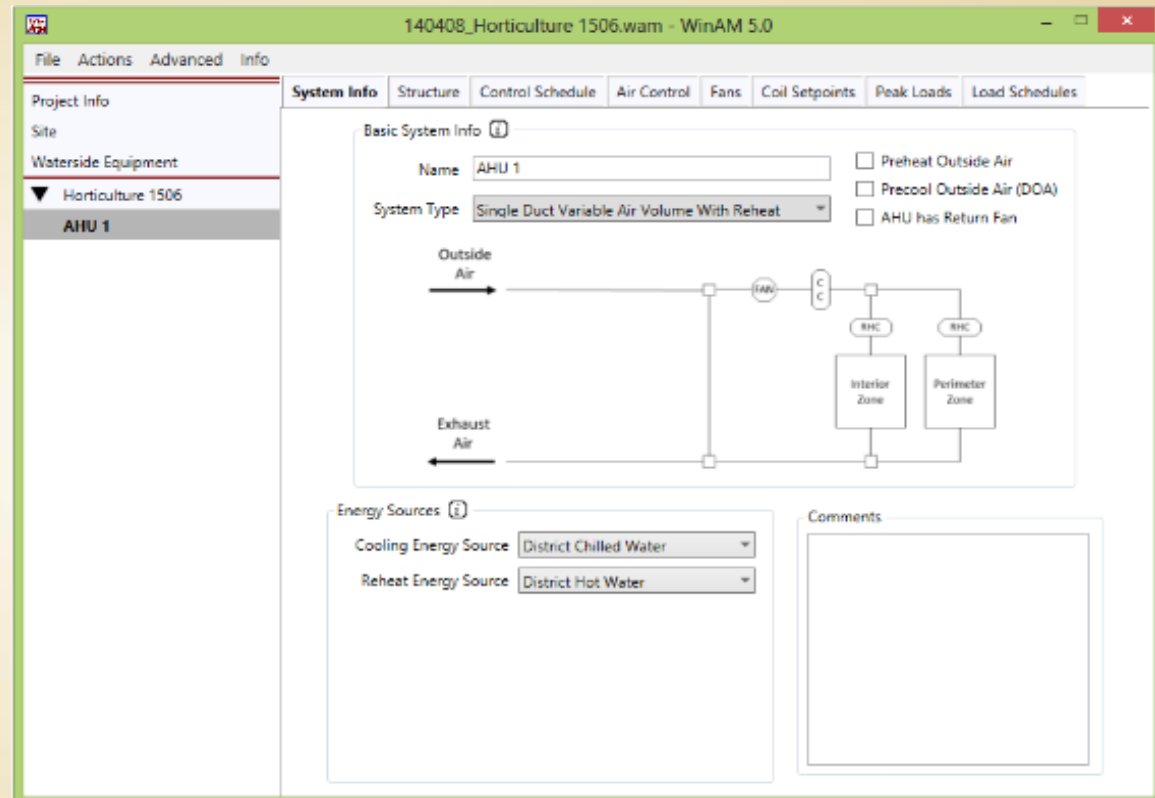 140408_Horticulture 1506.wam - WinAM 5.0
File Actions Advanced Info
Project Info
Site
Waterside Equipment
Horticulture 1506
AHU 1
System Info Structure Control Schedule Air Control Fans Coil Setpoints Peak Loads Load Schedules
Basic System Info
Name AHU 1
System Type Single Duct Variable Air Volume With Reheat
Preheat Outside Air
Precool Outside Air (DOA)
AHU has Return Fan
Outside
Air
FAN
C
C
RHC RHC
Interior
Zone
Perimeter
Zone
Exhaust
Air
Energy Sources
Cooling Energy Source District Chilled Water
Reheat Energy Source District Hot Water
Comments